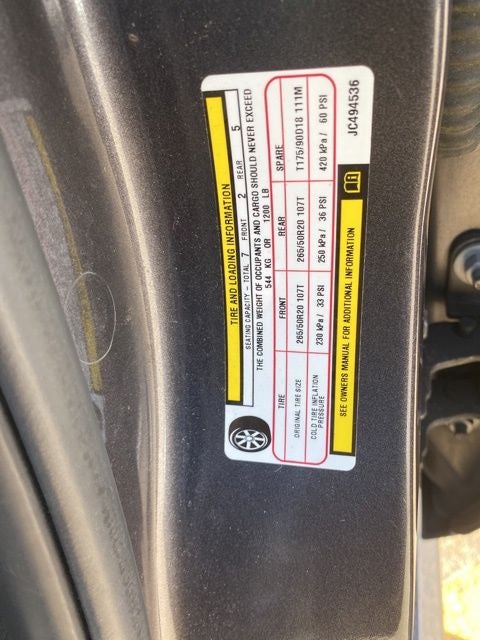 TIRE AND LOADING INFORMATION
SEATING CAPACITY - TOTAL 7 FRONT 2 REAR 5
THE COMBINED WEIGHT OF OCCUPANTS AND CARGO SHOULD NEVER EXCEED
544 KG OR 1200 LB
TIRE FRONT REAR SPARE
ORIGINAL TIRE SIZE 265/50R20 107T 265/50R20 107T T175/90D18 111M
COLD TIRE INFLATION PRESSURE 230 kPa / 33 PSI 250 kPa / 36 PSI 420 kPa / 60 PSI
SEE OWNERS MANUAL FOR ADDITIONAL INFORMATION
JC494536